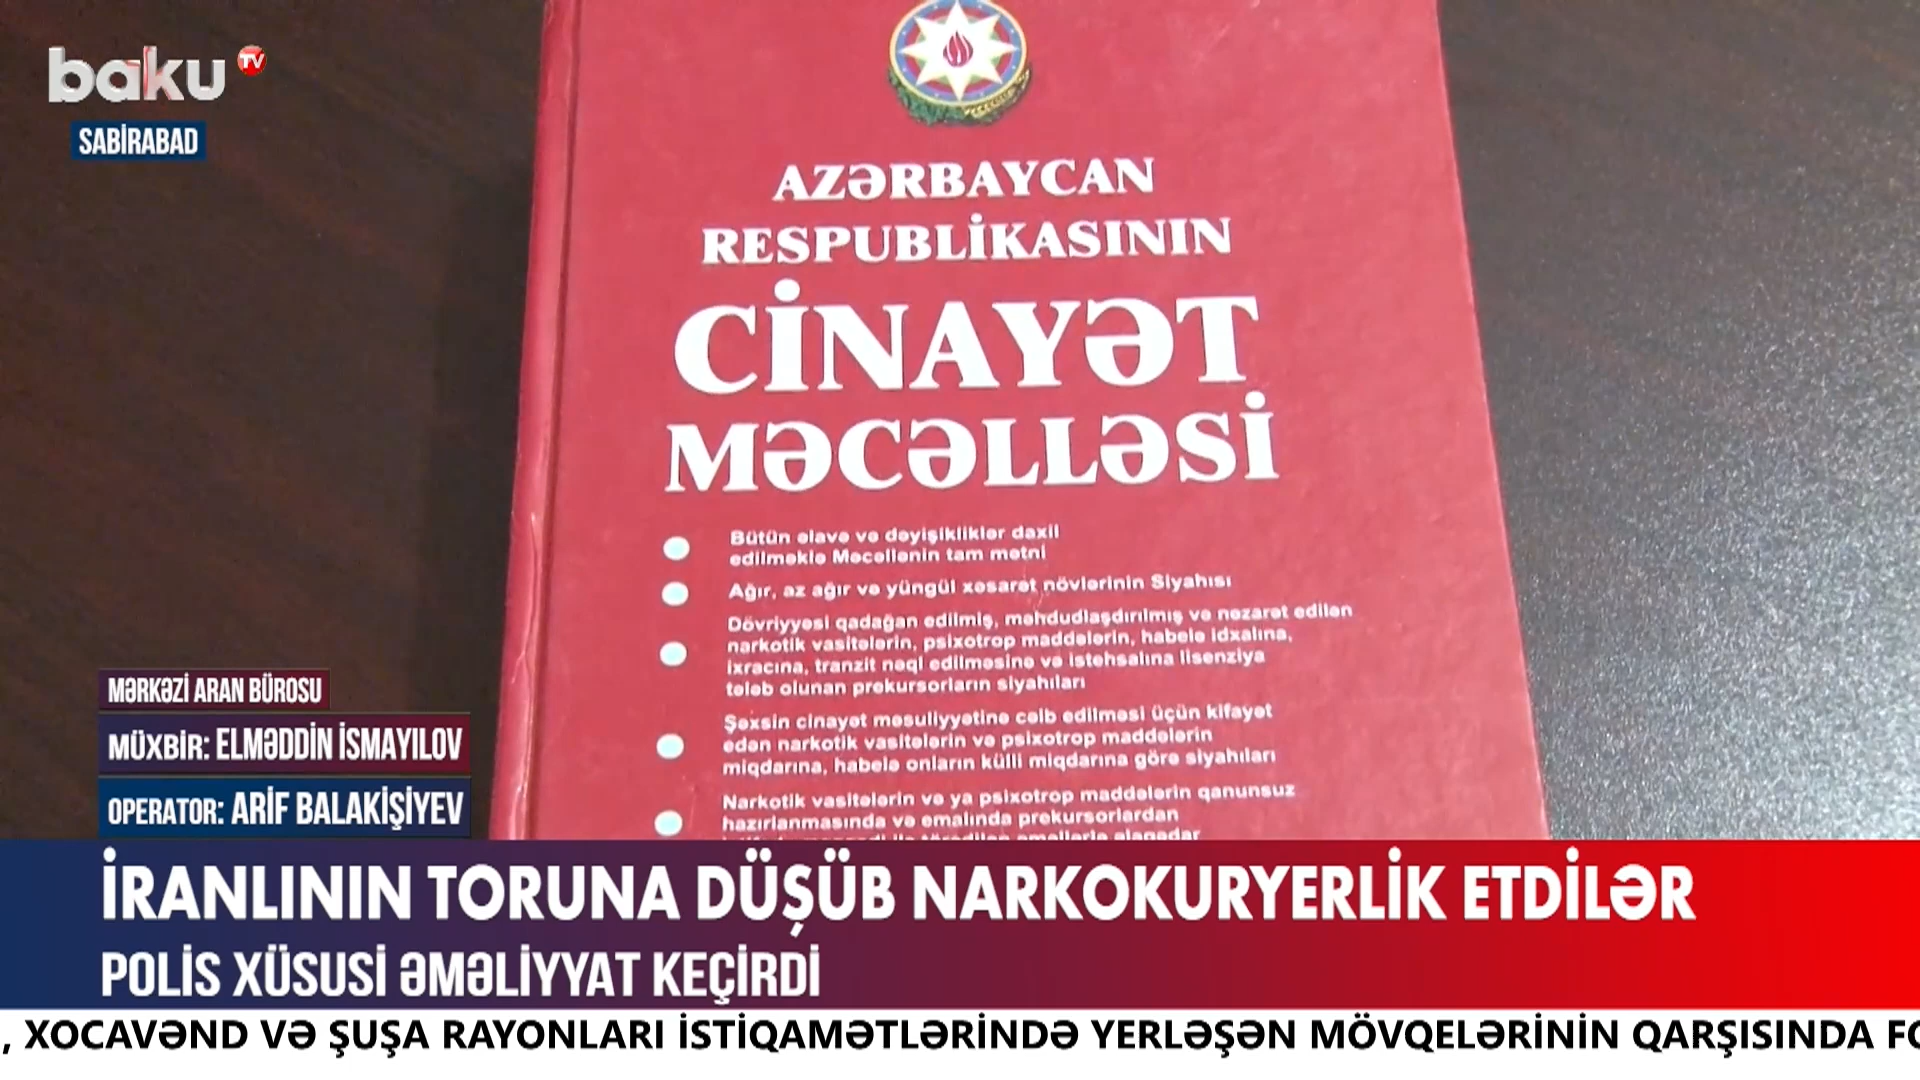 baku TV
SABİRABAD
AZƏRBAYCAN
RESPUBLİKASININ
CİNAYƏT
MƏCƏLLƏSİ
Bütün əlavə və dəyişikliklər daxil
edilməklə Məcəllənin tam mətni
Ağır, az ağır və yüngül xəsarət növlərinin Siyahısı
Dövriyyəsi qadağan edilmiş, məhdudlaşdırılmış və nəzarət edilən
narkotik vasitələrin, psixotrop maddələrin, habelə idxalına,
ixracına, tranzit nəql edilməsinə və istehsalına lisenziya
tələb olunan prekursorların siyahıları
Şəxsin cinayət məsuliyyətinə cəlb edilməsi üçün kifayət
edən narkotik vasitələrin və psixotrop maddələrin
miqdarına, habelə onların külli miqdarına görə siyahıları
Narkotik vasitələrin və ya psixotrop maddələrin qanunsuz
hazırlanmasında və emalında prekursorlardan
MƏRKƏZİ ARAN BÜROSU
MÜXBİR: ELMƏDDİN İSMAYILOV
OPERATOR: ARİF BALAKİŞİYEV
İRANLININ TORUNA DÜŞÜB NARKOKURYERLİK ETDİLƏR
POLİS XÜSUSİ ƏMƏLİYYAT KEÇİRDİ
, XOCAVƏND VƏ ŞUŞA RAYONLARI İSTİQAMƏTLƏRİNDƏ YERLƏŞƏN MÖVQELƏRİNİN QARŞISINDA FO